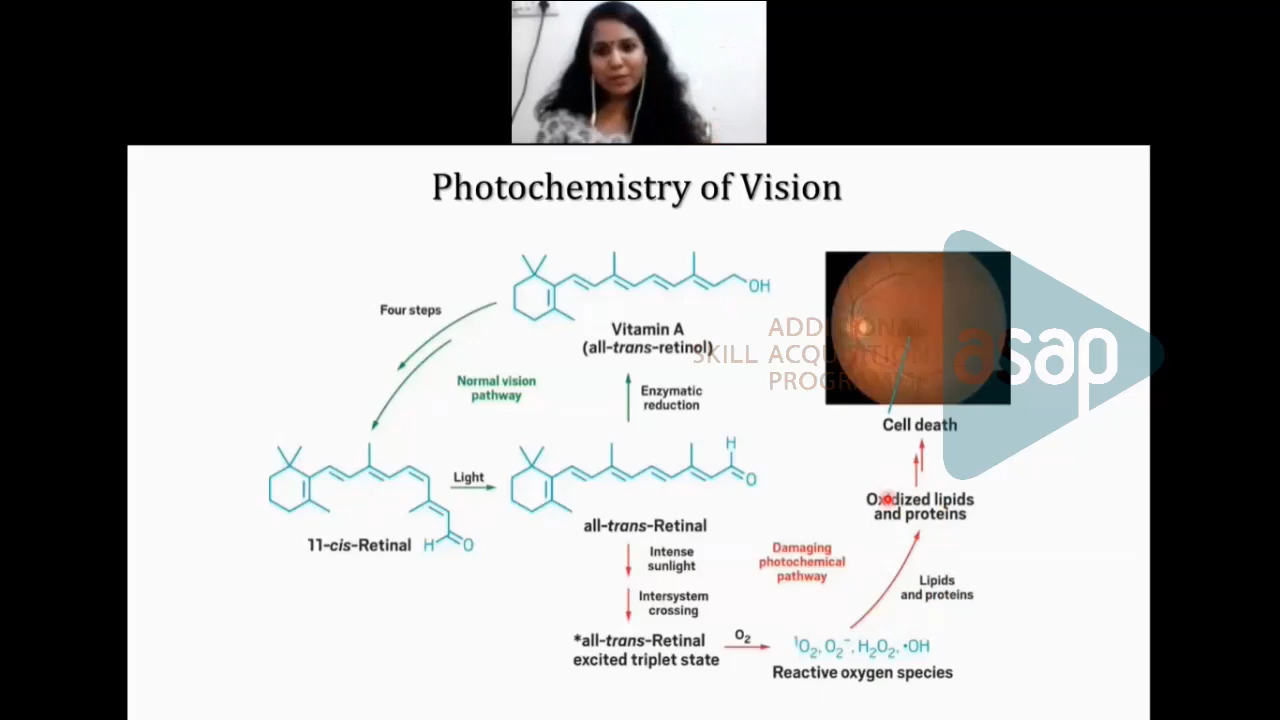 Photochemistry of Vision
OH
Four steps
Vitamin A
(all-trans-retinol)
ADDITIONAL
SKILL ACQUISITION
PROGRAMME
asap
Normal vision
pathway
Enzymatic
reduction
Cell death
H
Light
O
Oxidized lipids
and proteins
all-trans-Retinal
11-cis-Retinal
H
O
Intense
sunlight
Damaging
photochemical
pathway
Lipids
and proteins
Intersystem
crossing
*all-trans-Retinal
excited triplet state
O₂
¹O₂, O₂⁻, H₂O₂, •OH
Reactive oxygen species